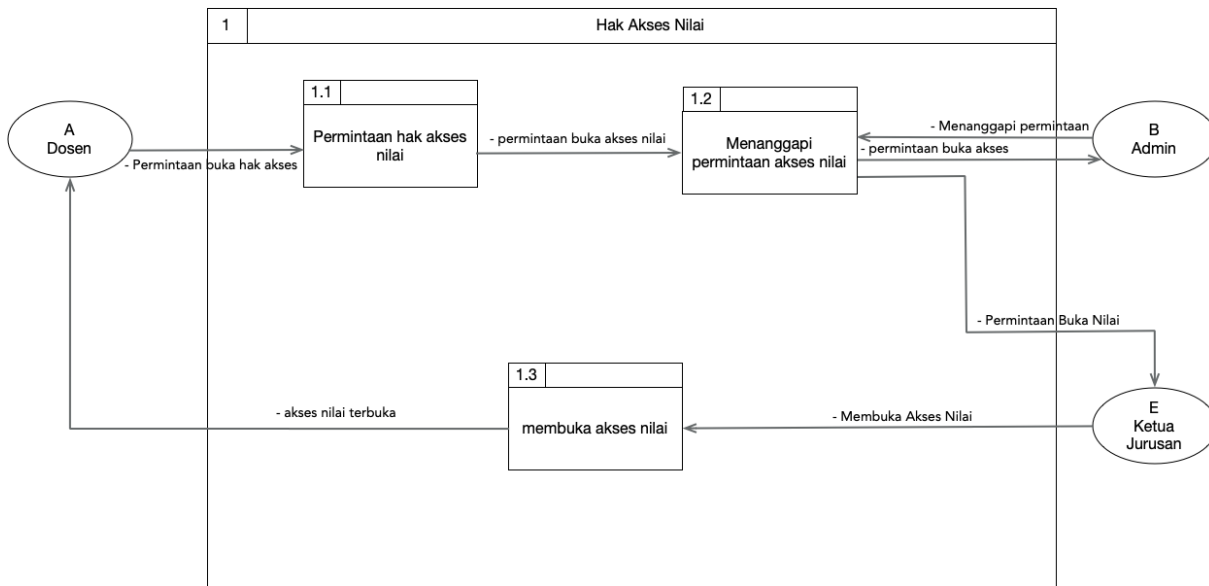 1
Hak Akses Nilai
1.1
Permintaan hak akses
nilai
1.2
Menanggapi
permintaan akses nilai
A
Dosen
- Permintaan buka hak akses
- permintaan buka akses nilai
- Menanggapi permintaan
- permintaan buka akses
B
Admin
- Permintaan Buka Nilai
1.3
membuka akses nilai
- akses nilai terbuka
- Membuka Akses Nilai
E
Ketua
Jurusan